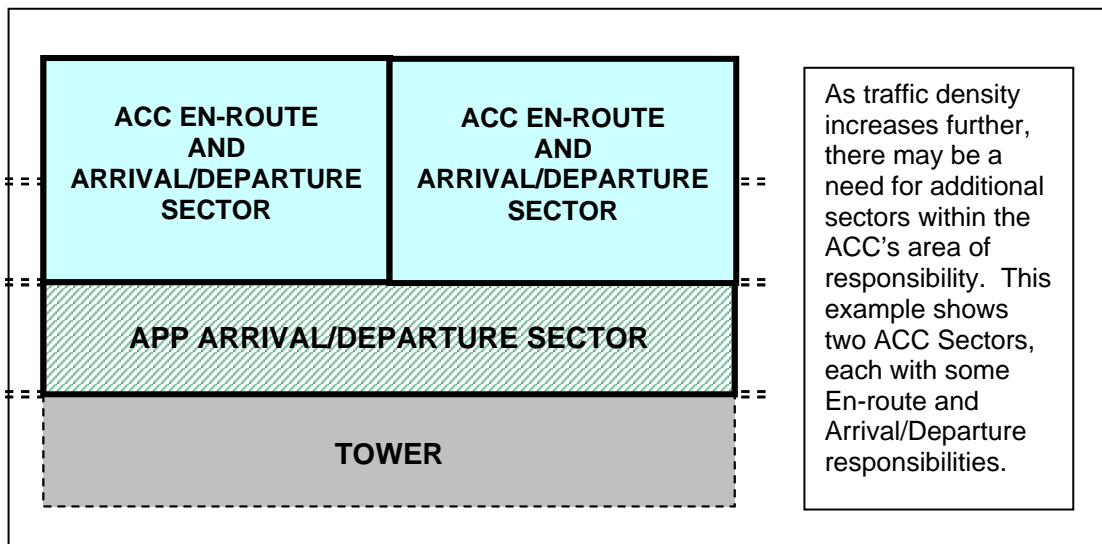 ACC EN-ROUTE
AND
ARRIVAL/DEPARTURE
SECTOR
ACC EN-ROUTE
AND
ARRIVAL/DEPARTURE
SECTOR
APP ARRIVAL/DEPARTURE SECTOR
TOWER
As traffic density
increases further,
there may be a
need for additional
sectors within the
ACC’s area of
responsibility.  This
example shows
two ACC Sectors,
each with some
En-route and
Arrival/Departure
responsibilities.